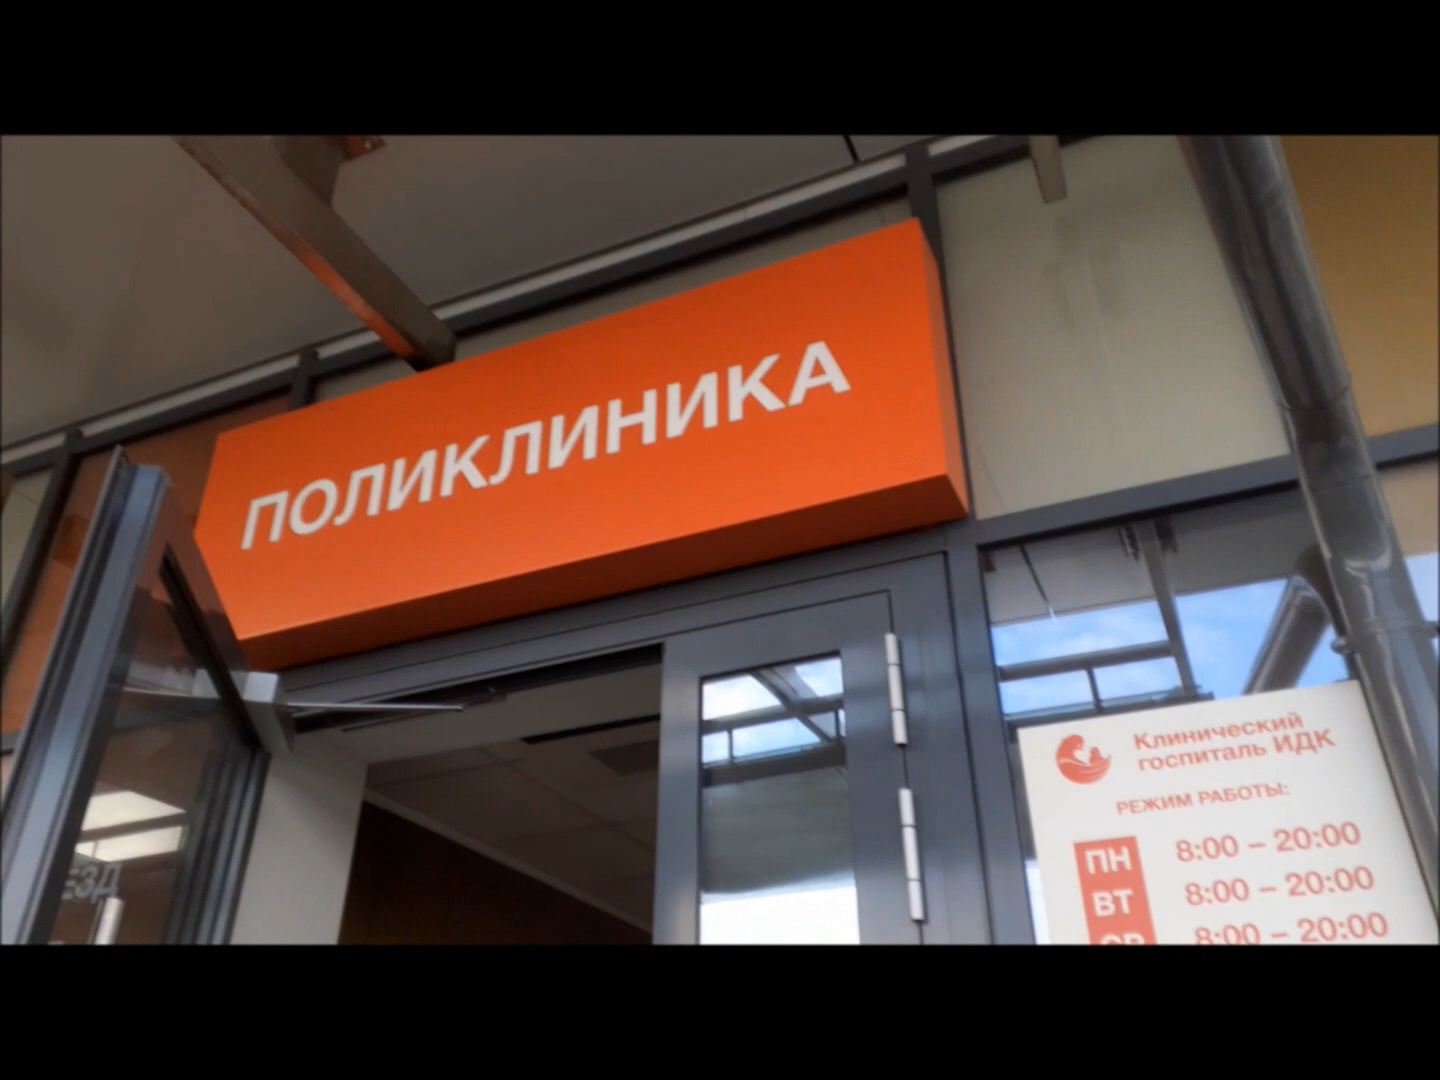 ПОЛИКЛИНИКА
Клинический
госпиталь ИДК
РЕЖИМ РАБОТЫ:
ПН 8:00 – 20:00
ВТ 8:00 – 20:00
СР 8:00 – 20:00